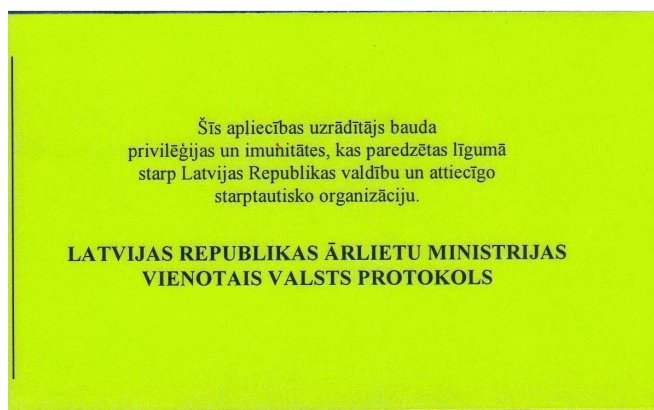 Šīs apliecības uzrādītājs bauda
privilēģijas un imunitātes, kas paredzētas līgumā
starp Latvijas Republikas valdību un attiecīgo
starptautisko organizāciju.
LATVIJAS REPUBLIKAS ĀRLIETU MINISTRIJAS
VIENOTAIS VALSTS PROTOKOLS